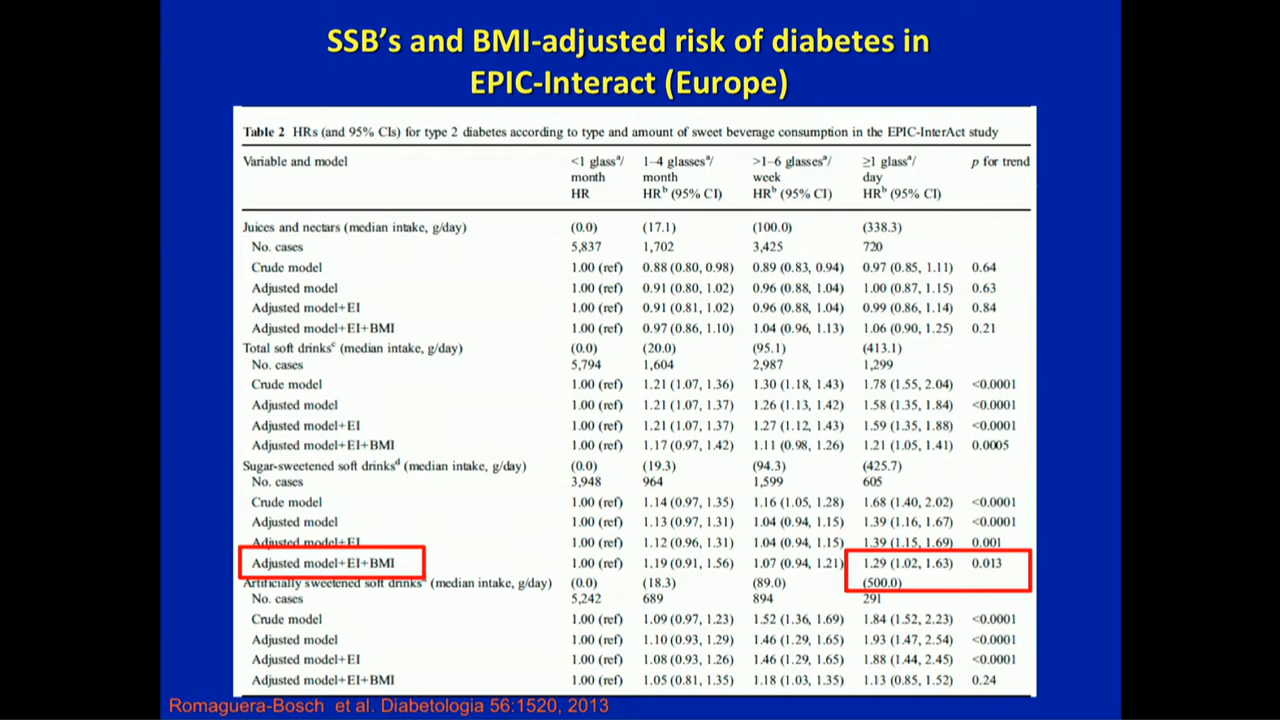 SSB's and BMI-adjusted risk of diabetes in
EPIC-Interact (Europe)
Table 2 HRs (and 95% CIs) for type 2 diabetes according to type and amount of sweet beverage consumption in the EPIC-InterAct study
Variable and model <1 glassᵃ/ 1–4 glassesᵃ/ >1–6 glassesᵃ/ ≥1 glassᵃ/ p for trend
month month week day
HR HRᵇ (95% CI) HRᵇ (95% CI) HRᵇ (95% CI)
Juices and nectars (median intake, g/day) (0.0) (17.1) (100.0) (338.3)
No. cases 5,837 1,702 3,425 720
Crude model 1.00 (ref) 0.88 (0.80, 0.98) 0.89 (0.83, 0.94) 0.97 (0.85, 1.11) 0.64
Adjusted model 1.00 (ref) 0.91 (0.80, 1.02) 0.96 (0.88, 1.04) 1.00 (0.87, 1.15) 0.63
Adjusted model+EI 1.00 (ref) 0.91 (0.81, 1.02) 0.96 (0.88, 1.04) 0.99 (0.86, 1.14) 0.84
Adjusted model+EI+BMI 1.00 (ref) 0.97 (0.86, 1.10) 1.04 (0.96, 1.13) 1.06 (0.90, 1.25) 0.21
Total soft drinksᶜ (median intake, g/day) (0.0) (20.0) (95.1) (413.1)
No. cases 5,794 1,604 2,987 1,299
Crude model 1.00 (ref) 1.21 (1.07, 1.36) 1.30 (1.18, 1.43) 1.78 (1.55, 2.04) <0.0001
Adjusted model 1.00 (ref) 1.21 (1.07, 1.37) 1.26 (1.13, 1.42) 1.58 (1.35, 1.84) <0.0001
Adjusted model+EI 1.00 (ref) 1.21 (1.07, 1.37) 1.27 (1.12, 1.43) 1.59 (1.35, 1.88) <0.0001
Adjusted model+EI+BMI 1.00 (ref) 1.17 (0.97, 1.42) 1.11 (0.98, 1.26) 1.21 (1.05, 1.41) 0.0005
Sugar-sweetened soft drinksᵈ (median intake, g/day) (0.0) (19.3) (94.3) (425.7)
No. cases 3,948 964 1,599 605
Crude model 1.00 (ref) 1.14 (0.97, 1.35) 1.16 (1.05, 1.28) 1.68 (1.40, 2.02) <0.0001
Adjusted model 1.00 (ref) 1.13 (0.97, 1.31) 1.04 (0.94, 1.15) 1.39 (1.16, 1.67) <0.0001
Adjusted model+EI 1.00 (ref) 1.12 (0.96, 1.31) 1.04 (0.94, 1.15) 1.39 (1.15, 1.69) 0.001
Adjusted model+EI+BMI 1.00 (ref) 1.19 (0.91, 1.56) 1.07 (0.94, 1.21) 1.29 (1.02, 1.63) 0.013
Artificially sweetened soft drinks (median intake, g/day) (0.0) (18.3) (89.0) (500.0)
No. cases 5,242 689 894 291
Crude model 1.00 (ref) 1.09 (0.97, 1.23) 1.52 (1.36, 1.69) 1.84 (1.52, 2.23) <0.0001
Adjusted model 1.00 (ref) 1.10 (0.93, 1.29) 1.46 (1.29, 1.65) 1.93 (1.47, 2.54) <0.0001
Adjusted model+EI 1.00 (ref) 1.08 (0.93, 1.26) 1.46 (1.29, 1.65) 1.88 (1.44, 2.45) <0.0001
Adjusted model+EI+BMI 1.00 (ref) 1.05 (0.81, 1.35) 1.18 (1.03, 1.35) 1.13 (0.85, 1.52) 0.24
Romaguera-Bosch et al. Diabetologia 56:1520, 2013